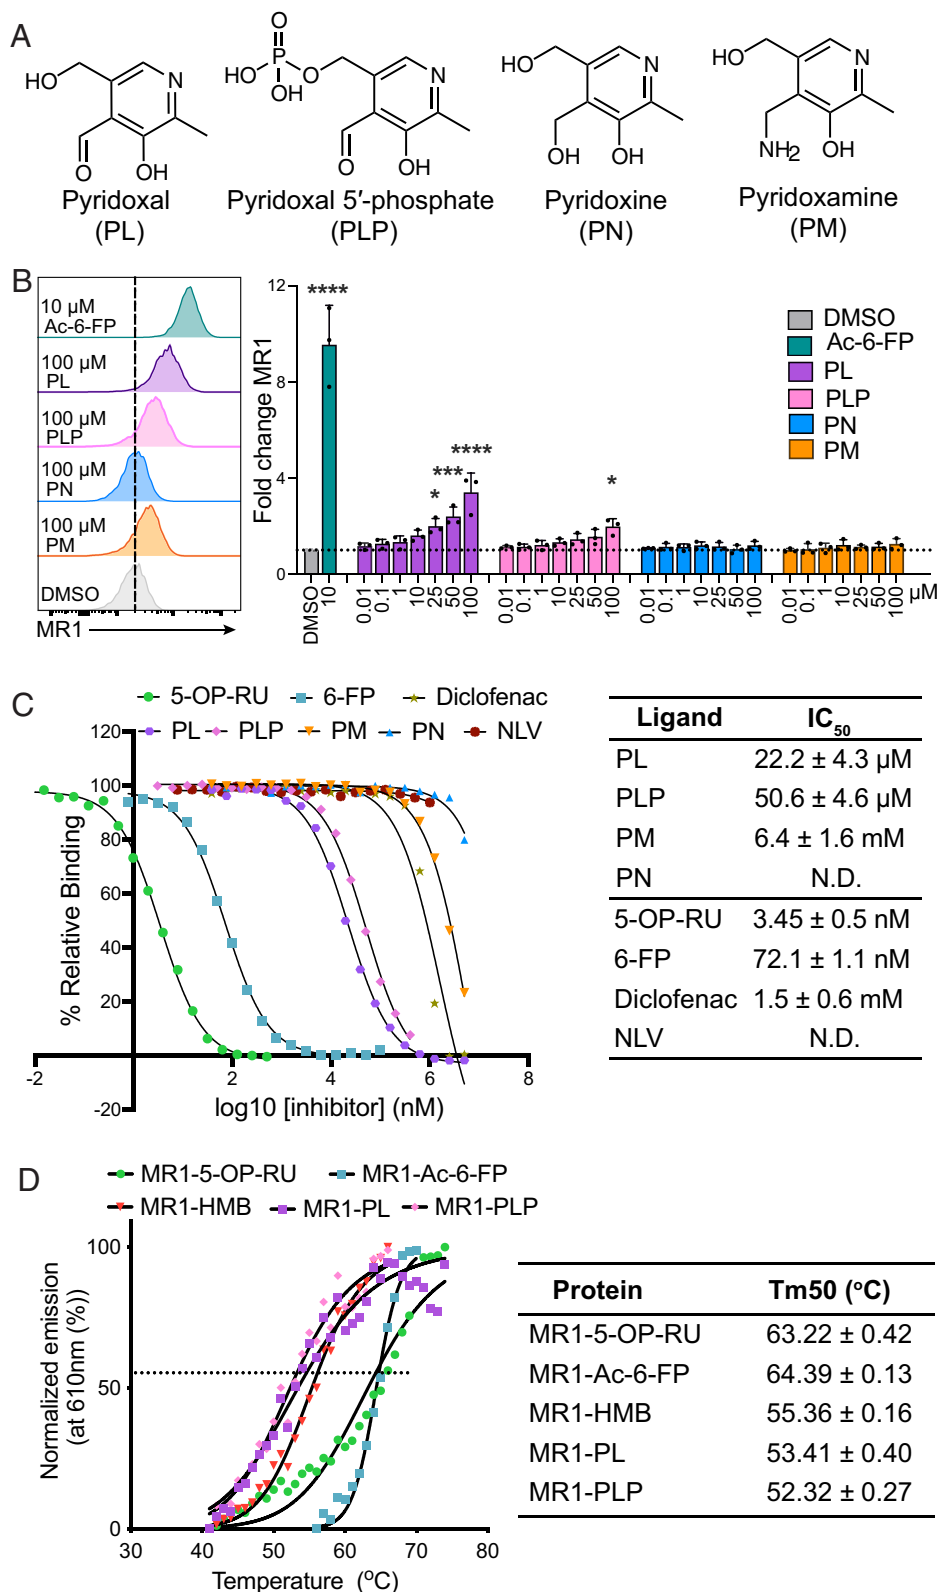 A
HO
N
O
OH
Pyridoxal
(PL)
O
HO
P
O
OH
N
O
OH
Pyridoxal 5′-phosphate
(PLP)
HO
N
OH
OH
Pyridoxine
(PN)
HO
N
NH2
OH
Pyridoxamine
(PM)
B
10 µM
Ac-6-FP
100 µM
PL
100 µM
PLP
100 µM
PN
100 µM
PM
DMSO
MR1
Fold change MR1
12
8
4
0
****
*
***
****
*
DMSO
10
0.01
0.1
1
10
25
50
100
0.01
0.1
1
10
25
50
100
0.01
0.1
1
10
25
50
100
0.01
0.1
1
10
25
50
100
µM
DMSO
Ac-6-FP
PL
PLP
PN
PM
C
5-OP-RU 6-FP Diclofenac
PL PLP PM PN NLV
% Relative Binding
120
100
80
60
40
20
-20
-2 2 4 6 8
log10 [inhibitor] (nM)
Ligand IC50
PL 22.2 ± 4.3 µM
PLP 50.6 ± 4.6 µM
PM 6.4 ± 1.6 mM
PN N.D.
5-OP-RU 3.45 ± 0.5 nM
6-FP 72.1 ± 1.1 nM
Diclofenac 1.5 ± 0.6 mM
NLV N.D.
D
MR1-5-OP-RU MR1-Ac-6-FP
MR1-HMB MR1-PL MR1-PLP
Normalized emission
(at 610nm (%))
100
50
0
30 40 50 60 70 80
Temperature (°C)
Protein Tm50 (°C)
MR1-5-OP-RU 63.22 ± 0.42
MR1-Ac-6-FP 64.39 ± 0.13
MR1-HMB 55.36 ± 0.16
MR1-PL 53.41 ± 0.40
MR1-PLP 52.32 ± 0.27